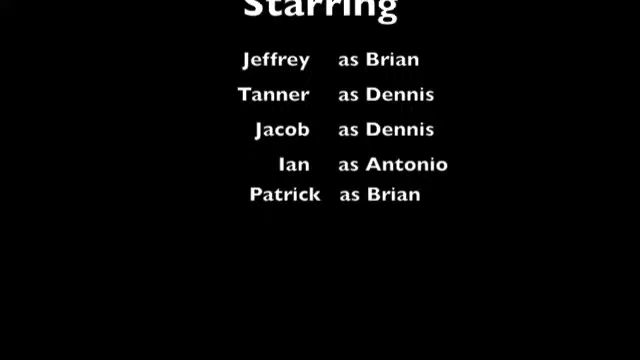 Starring
Jeffrey as Brian
Tanner as Dennis
Jacob as Dennis
Ian as Antonio
Patrick as Brian